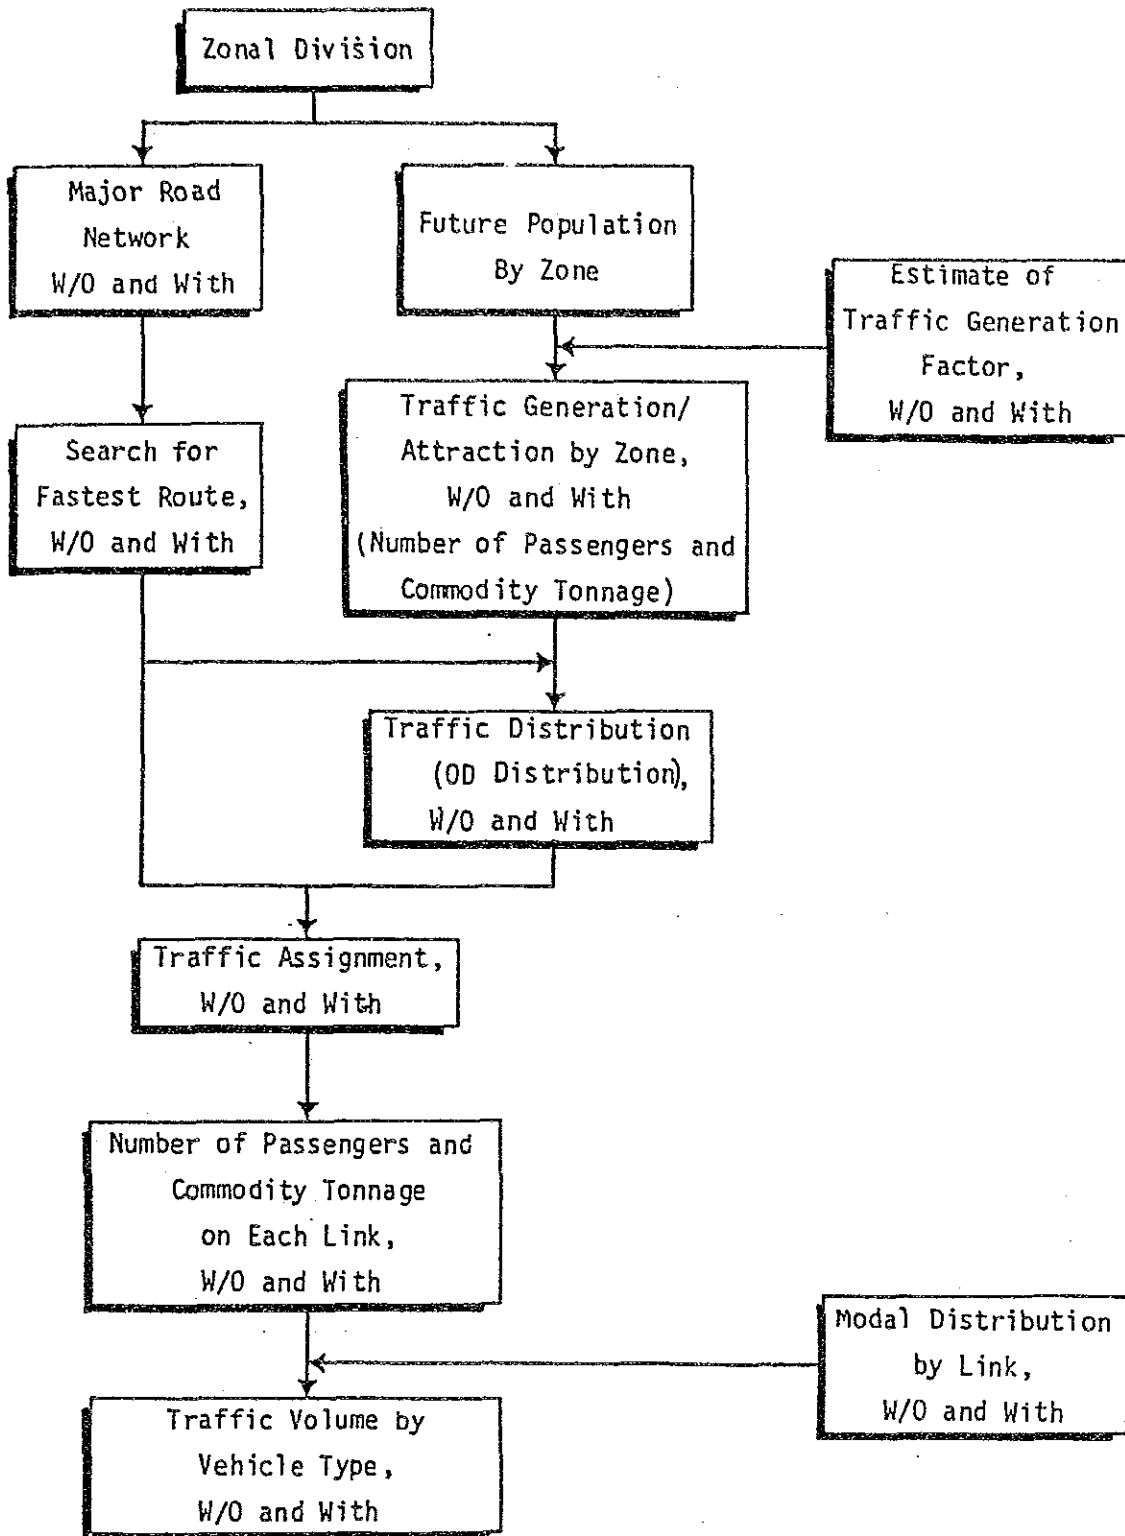 Zonal Division
Major Road
Network
W/O and With
Future Population
By Zone
Estimate of
Traffic Generation
Factor,
W/O and With
Search for
Fastest Route,
W/O and With
Traffic Generation/
Attraction by Zone,
W/O and With
(Number of Passengers and
Commodity Tonnage)
Traffic Distribution
(OD Distribution),
W/O and With
Traffic Assignment,
W/O and With
Number of Passengers and
Commodity Tonnage
on Each Link,
W/O and With
Modal Distribution
by Link,
W/O and With
Traffic Volume by
Vehicle Type,
W/O and With